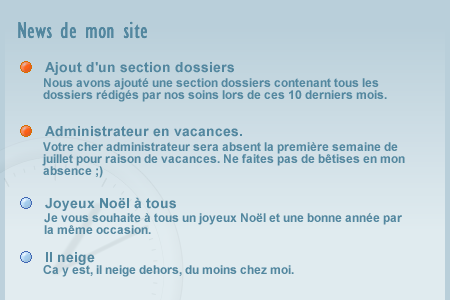 News de mon site
Ajout d'un section dossiers
Nous avons ajouté une section dossiers contenant tous les
dossiers rédigés par nos soins lors de ces 10 derniers mois.
Administrateur en vacances.
Votre cher administrateur sera absent la première semaine de
juillet pour raison de vacances. Ne faites pas de bêtises en mon
absence ;)
Joyeux Noël à tous
Je vous souhaite à tous un joyeux Noël et une bonne année par
la même occasion.
Il neige
Ca y est, il neige dehors, du moins chez moi.